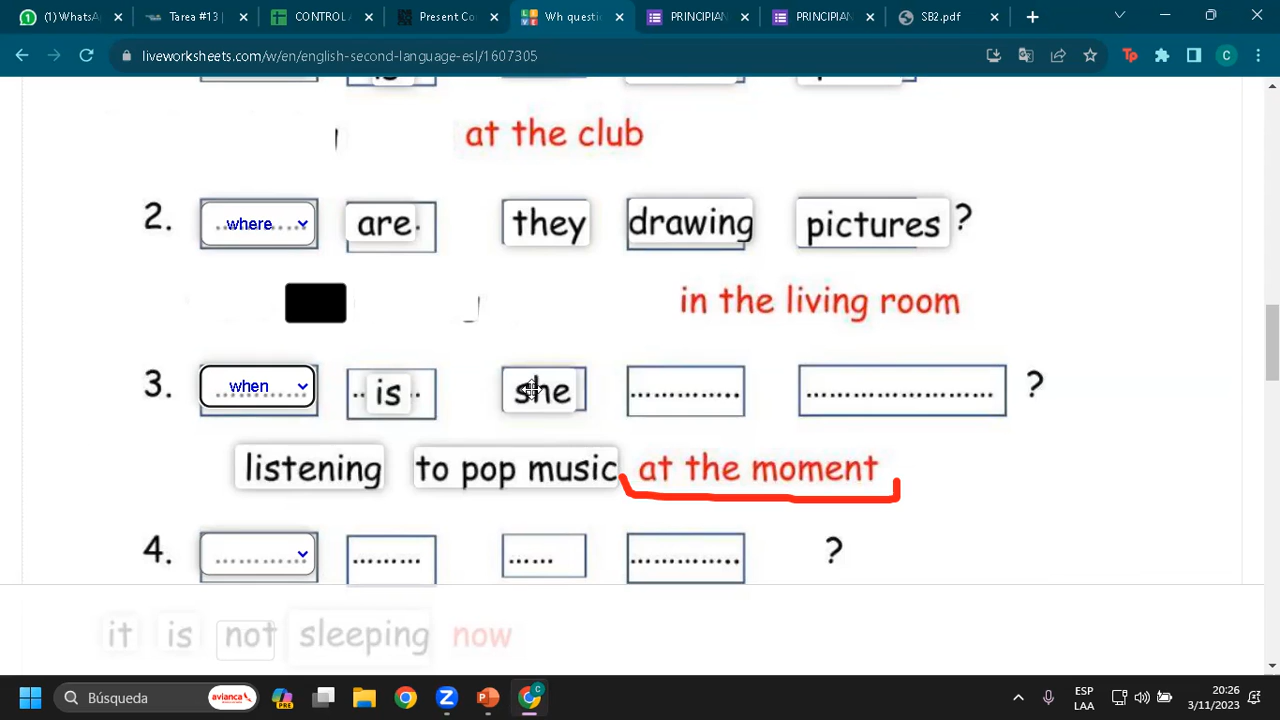 (1) WhatsA
Tarea #13 |
CONTROL A
Present Co
Wh questi
PRINCIPIAN
PRINCIPIAN
SB2.pdf
liveworksheets.com/w/en/english-second-language-esl/1607305
Tp
C
at the club
2. where are they drawing pictures ?
in the living room
3. when is she .............. ........................ ?
listening to pop music at the moment
4. ............ ......... ...... .............. ?
it is not sleeping now
Búsqueda
avianca
PRE
ESP
LAA
20:26
3/11/2023